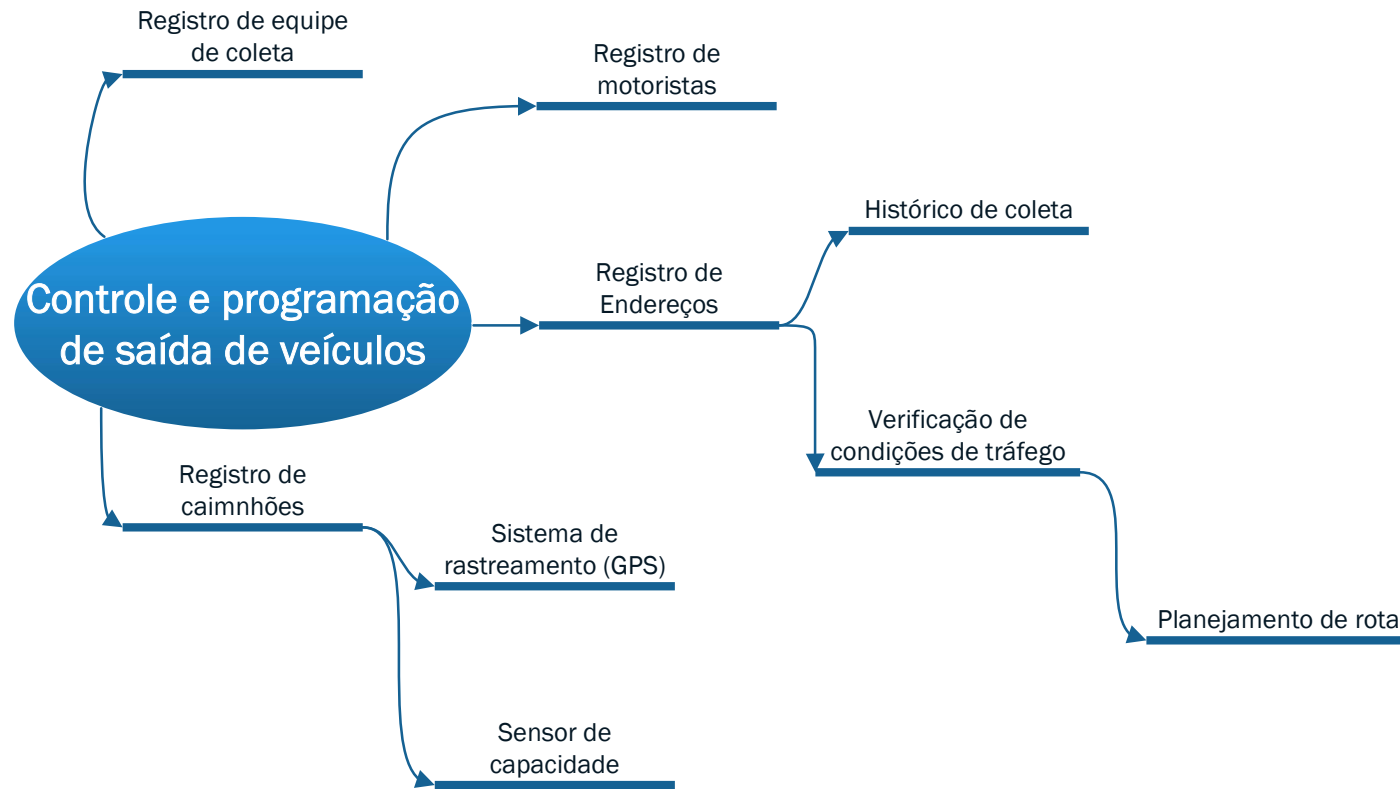 Registro de equipe
de coleta
Registro de
motoristas
Histórico de coleta
Registro de
Endereços
Controle e programação
de saída de veículos
Verificação de
condições de tráfego
Registro de
caimnhões
Sistema de
rastreamento (GPS)
Planejamento de rota
Sensor de
capacidade